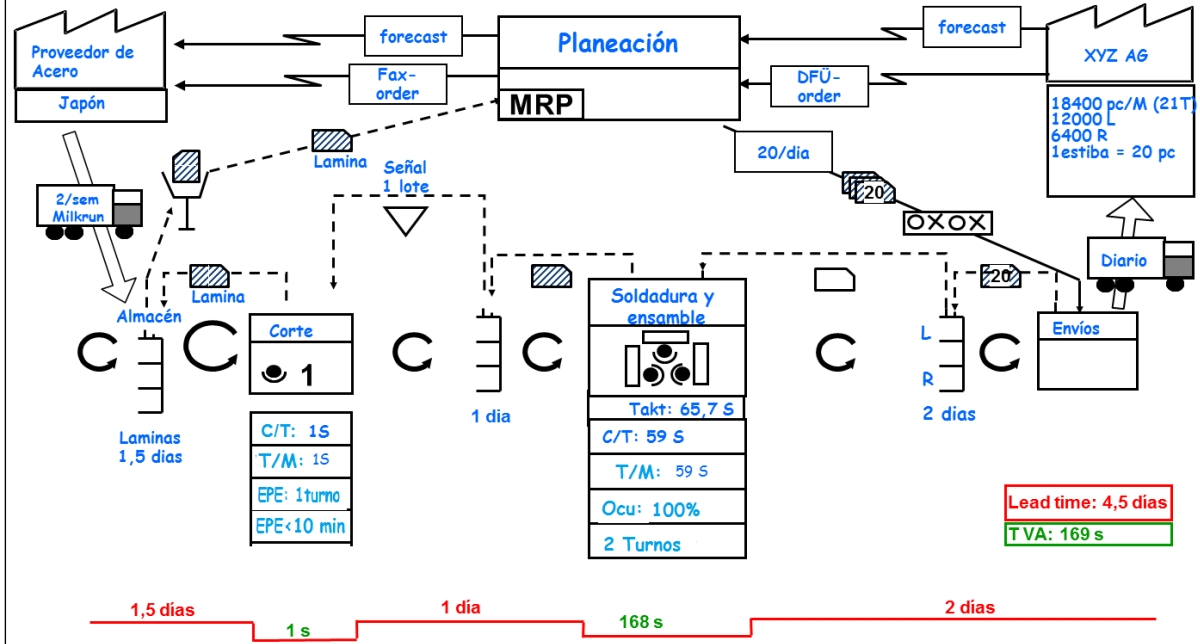 Proveedor de
Acero
Japón
forecast
Fax-
order
Planeación
MRP
forecast
DFÜ-
order
XYZ AG
18400 pc/M (21T)
12000 L
6400 R
1estiba = 20 pc
2/sem
Milkrun
Lamina
Señal
1 lote
20/dia
20
OXOX
Diario
Almacén
Lamina
Corte
1
Soldadura y
ensamble
L
R
20
Envíos
Laminas
1,5 dias
C/T: 1S
T/M: 1S
EPE: 1turno
EPE<10 min
1 dia
Takt: 65,7 S
C/T: 59 S
T/M: 59 S
Ocu: 100%
2 Turnos
2 dias
Lead time: 4,5 días
T VA: 169 s
1,5 días
1 s
1 día
168 s
2 días